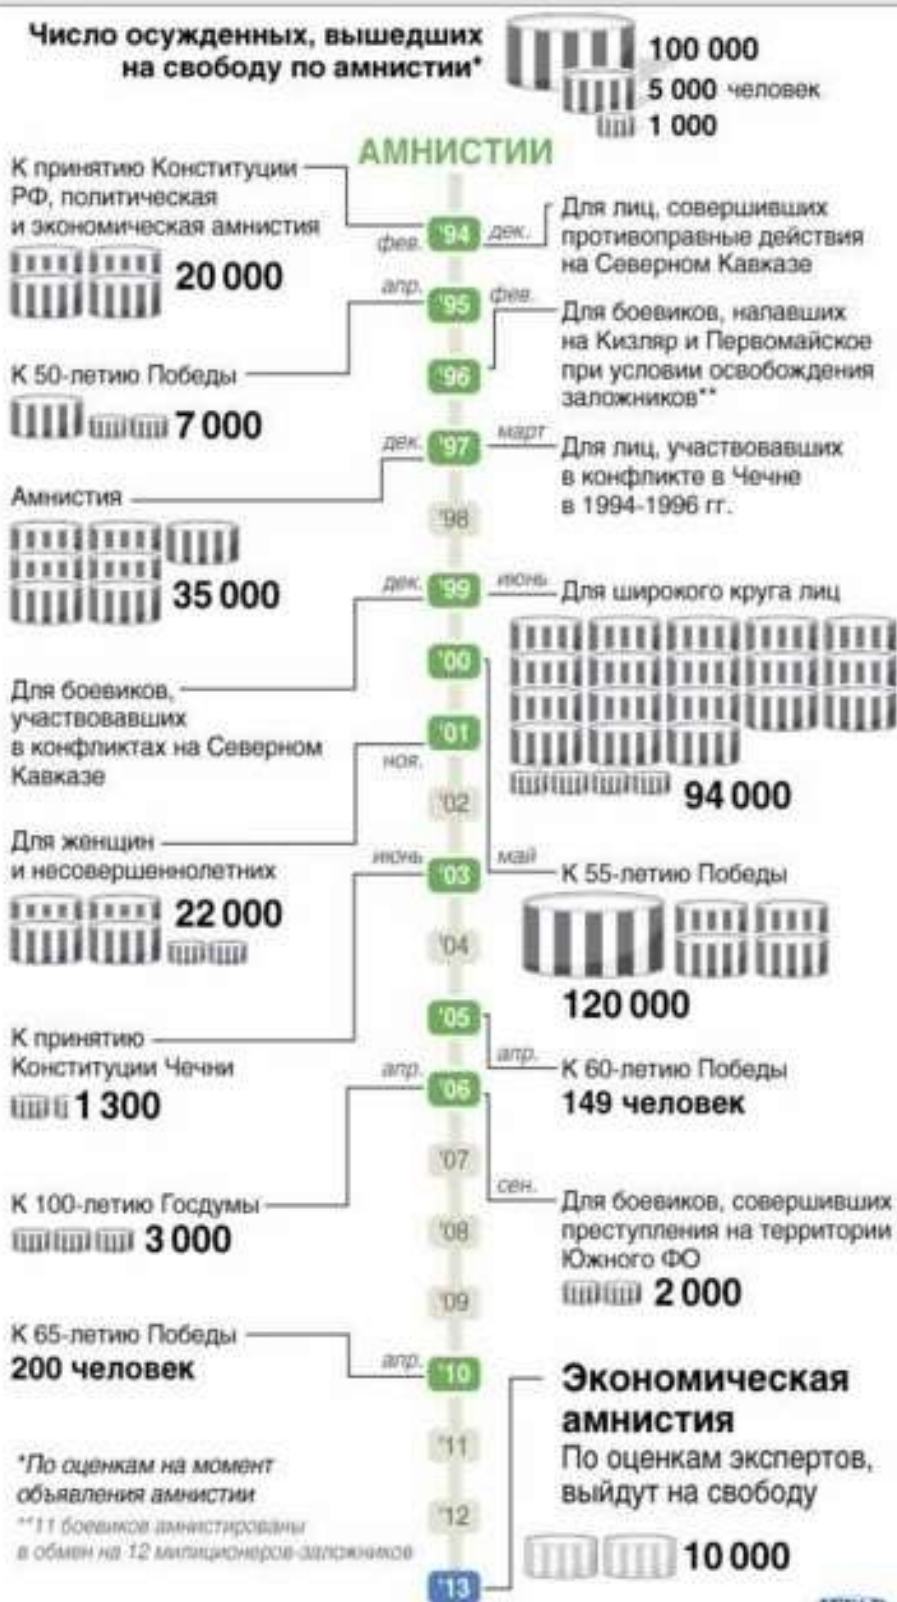 Число осужденных, вышедших
на свободу по амнистии*
100 000
5 000 человек
1 000
АМНИСТИИ
К принятию Конституции
РФ, политическая
и экономическая амнистия
20 000
фев.
'94
дек.
Для лиц, совершивших
противоправные действия
на Северном Кавказе
апр.
'95
К 50-летию Победы
7 000
фев.
'96
Для боевиков, напавших
на Кизляр и Первомайское
при условии освобождения
заложников**
дек.
'97
март
Для лиц, участвовавших
в конфликте в Чечне
в 1994-1996 гг.
Амнистия
35 000
'98
дек.
'99
июнь
Для широкого круга лиц
94 000
Для боевиков,
участвовавших
в конфликтах на Северном
Кавказе
'00
'01
ноя.
'02
Для женщин
и несовершеннолетних
22 000
июнь
'03
май
К 55-летию Победы
120 000
'04
К принятию
Конституции Чечни
1 300
'05
апр.
К 60-летию Победы
149 человек
апр.
'06
'07
К 100-летию Госдумы
3 000
сен.
Для боевиков, совершивших
преступления на территории
Южного ФО
2 000
'08
'09
К 65-летию Победы
200 человек
апр.
'10
Экономическая
амнистия
По оценкам экспертов,
выйдут на свободу
10 000
'11
'12
'13
*По оценкам на момент
объявления амнистии
**11 боевиков амнистированы
в обмен на 12 милиционеров-заложников